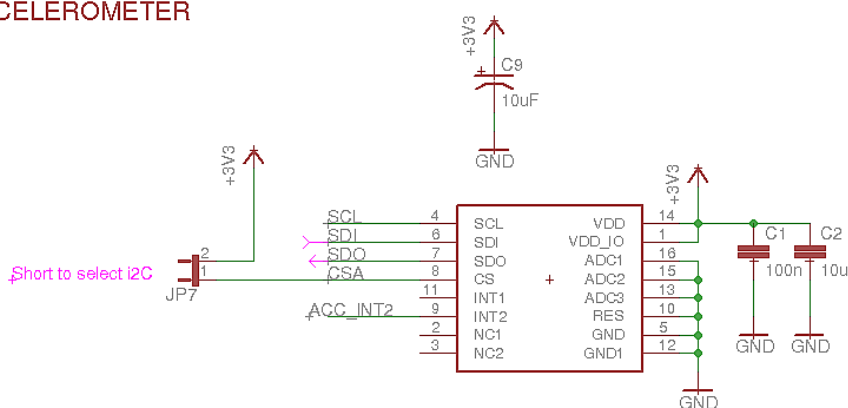 CELEROMETER
+3V3
C9
10uF
GND
+3V3
+3V3
SCL 4 SCL VDD 14
SDI 6 SDI VDD_IO 1
SDO 7 SDO ADC1 16
CSA 8 CS ADC2 15
11 INT1 ADC3 13
ACC_INT2 9 INT2 RES 10
2 NC1 GND 5
3 NC2 GND1 12
C1
100n
C2
10u
2
1
Short to select i2C
JP7
GND
GND
GND